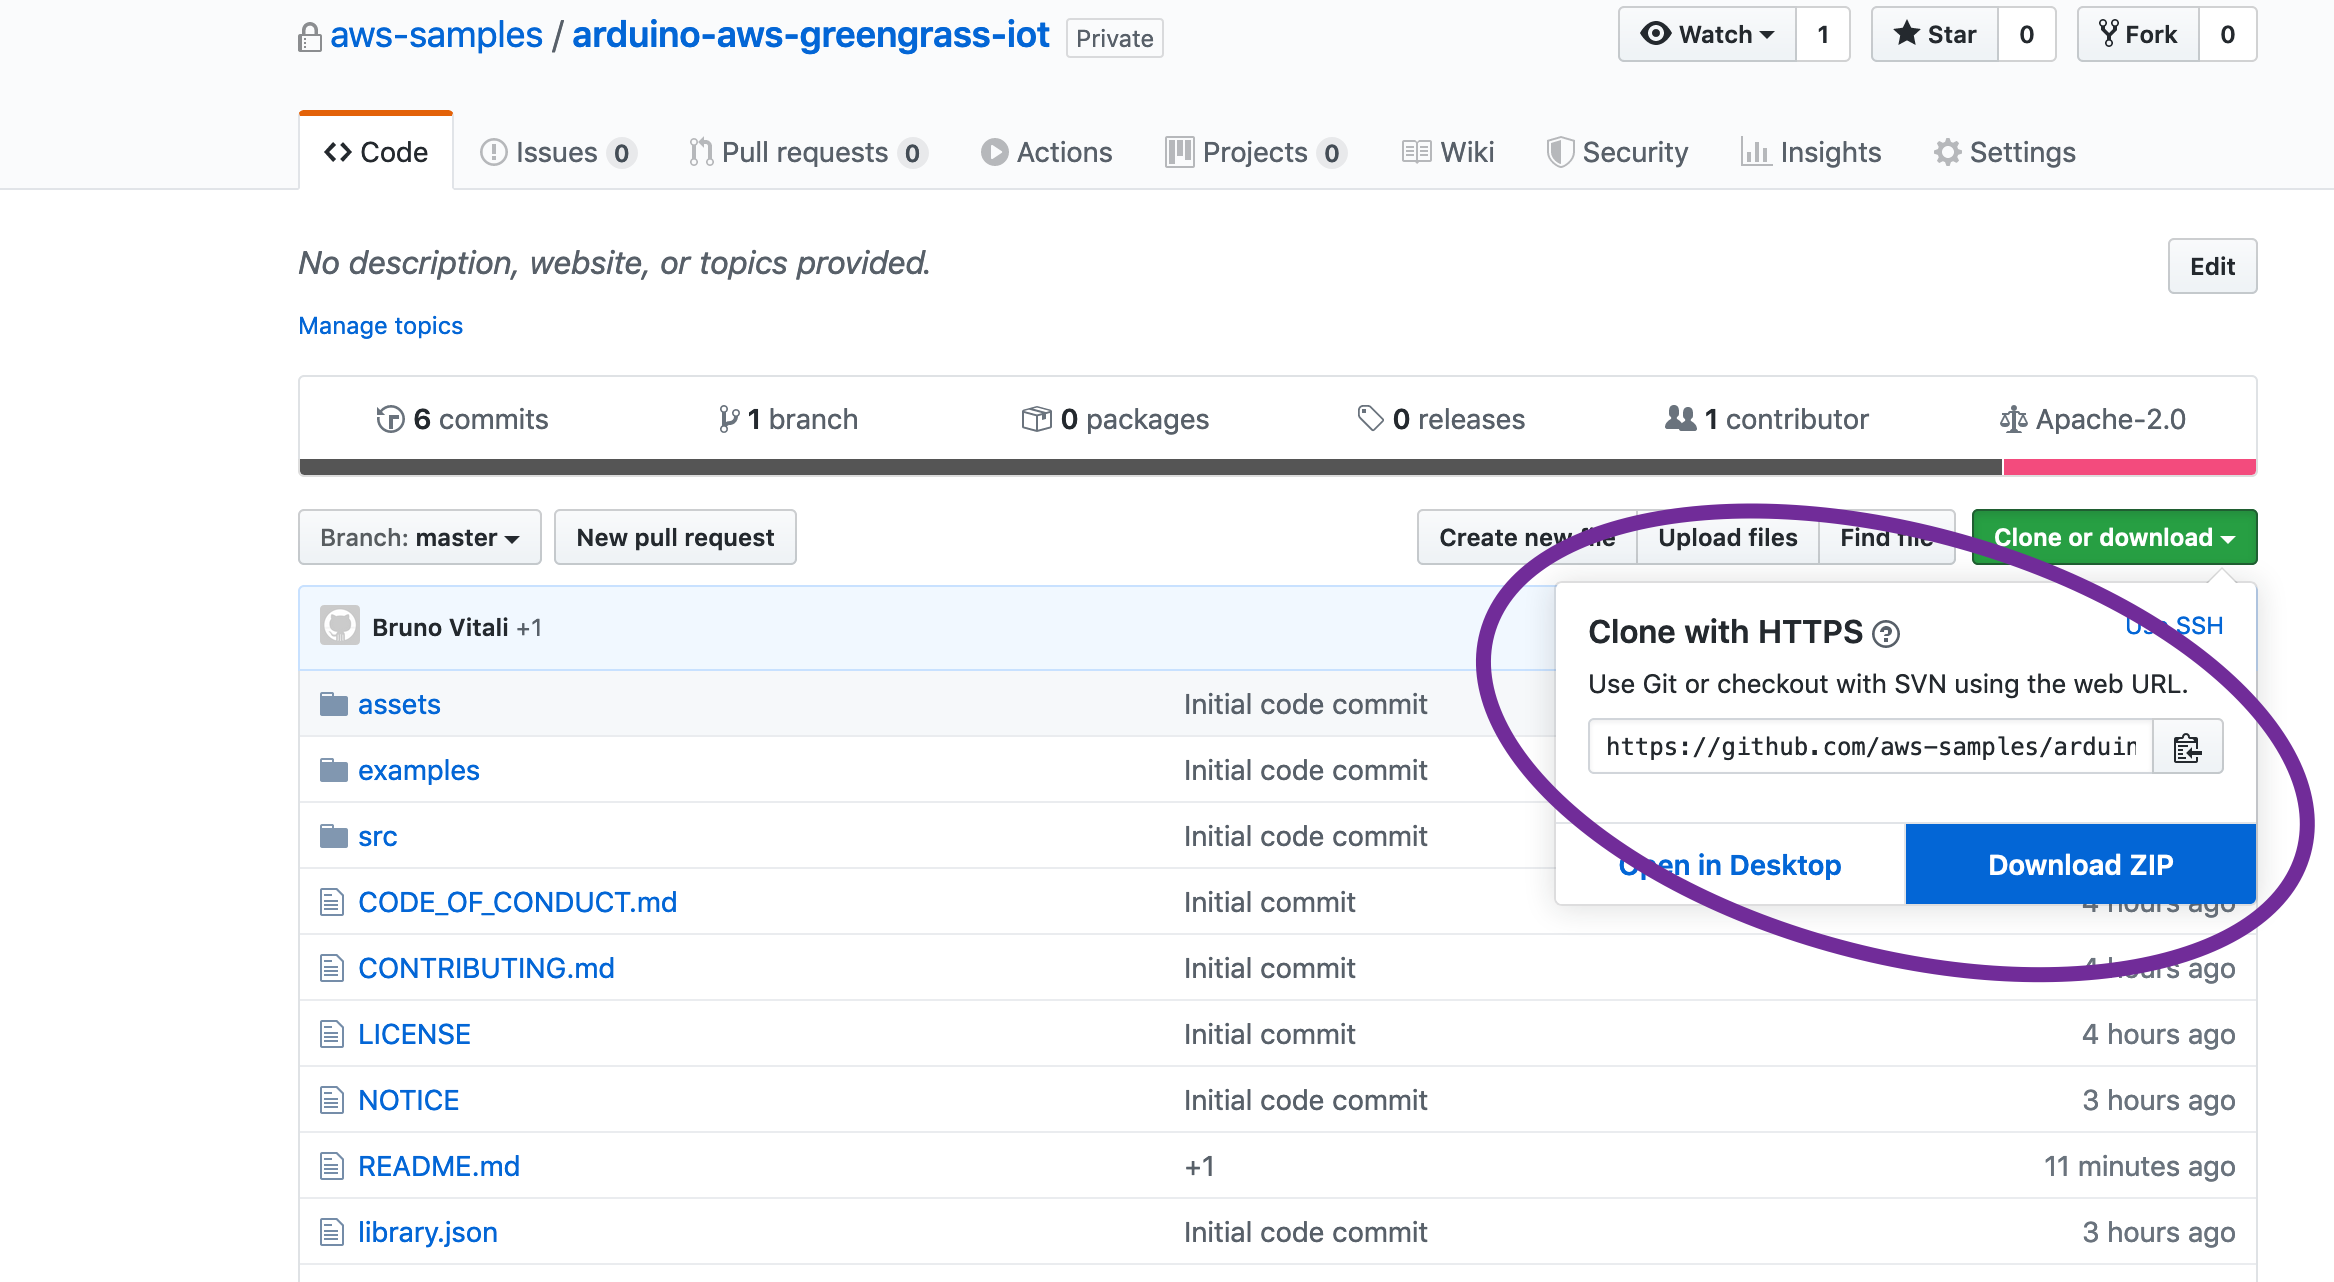 aws-samples / arduino-aws-greengrass-iot Private
Watch 1 Star 0 Fork 0
Code Issues 0 Pull requests 0 Actions Projects 0 Wiki Security Insights Settings
No description, website, or topics provided.
Edit
Manage topics
6 commits 1 branch 0 packages 0 releases 1 contributor Apache-2.0
Branch: master New pull request Create new file Upload files Find file Clone or download
Bruno Vitali +1
Clone with HTTPS ?
Use SSH
Use Git or checkout with SVN using the web URL.
https://github.com/aws-samples/arduin
Open in Desktop Download ZIP
assets Initial code commit
examples Initial code commit
src Initial code commit
CODE_OF_CONDUCT.md Initial commit 4 hours ago
CONTRIBUTING.md Initial commit 4 hours ago
LICENSE Initial commit 4 hours ago
NOTICE Initial code commit 3 hours ago
README.md +1 11 minutes ago
library.json Initial code commit 3 hours ago